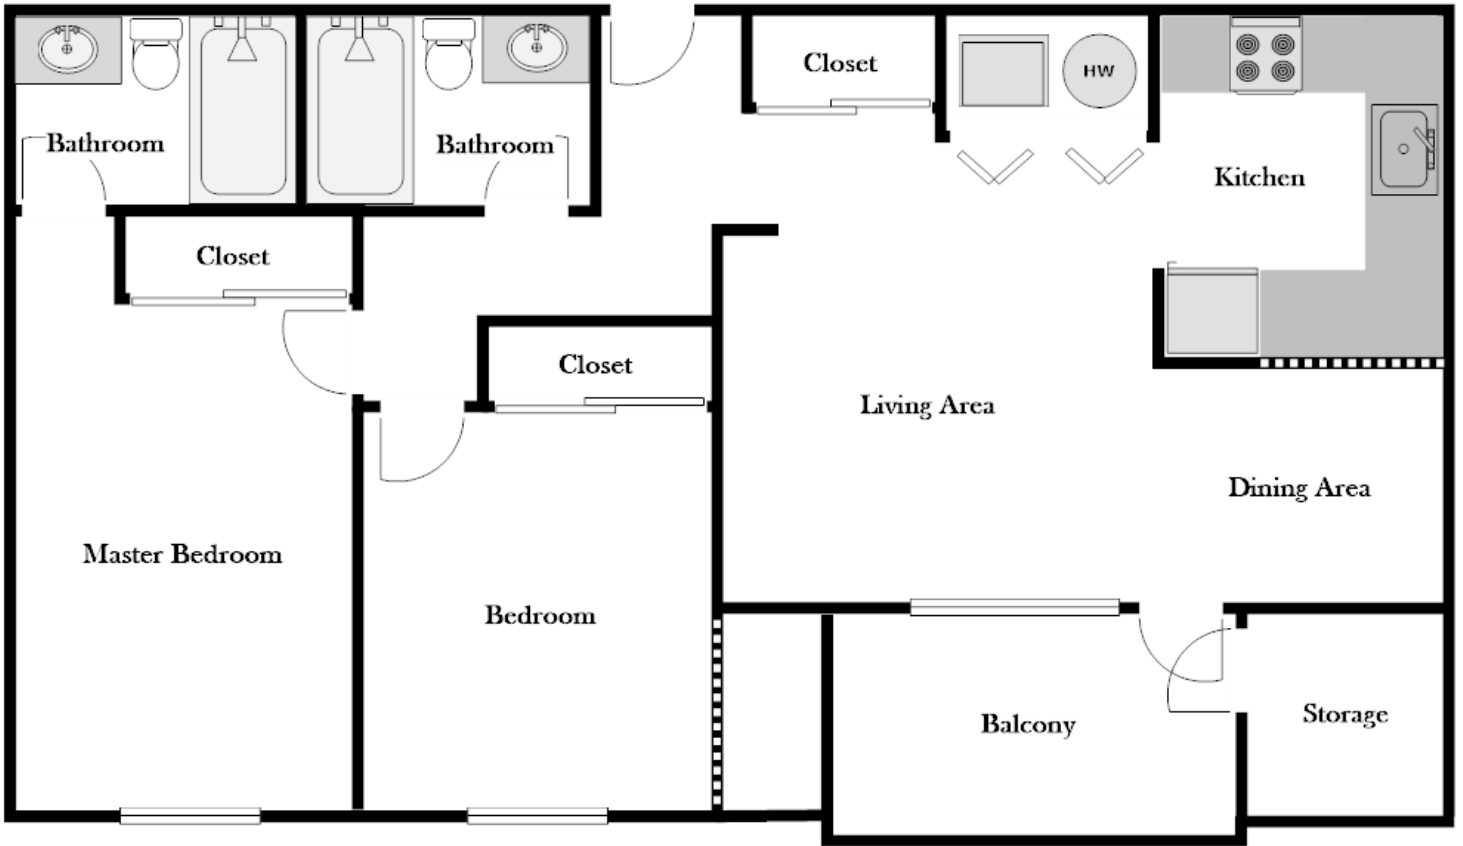 Closet
HW
Bathroom
Bathroom
Kitchen
Closet
Closet
Living Area
Dining Area
Master Bedroom
Bedroom
Storage
Balcony